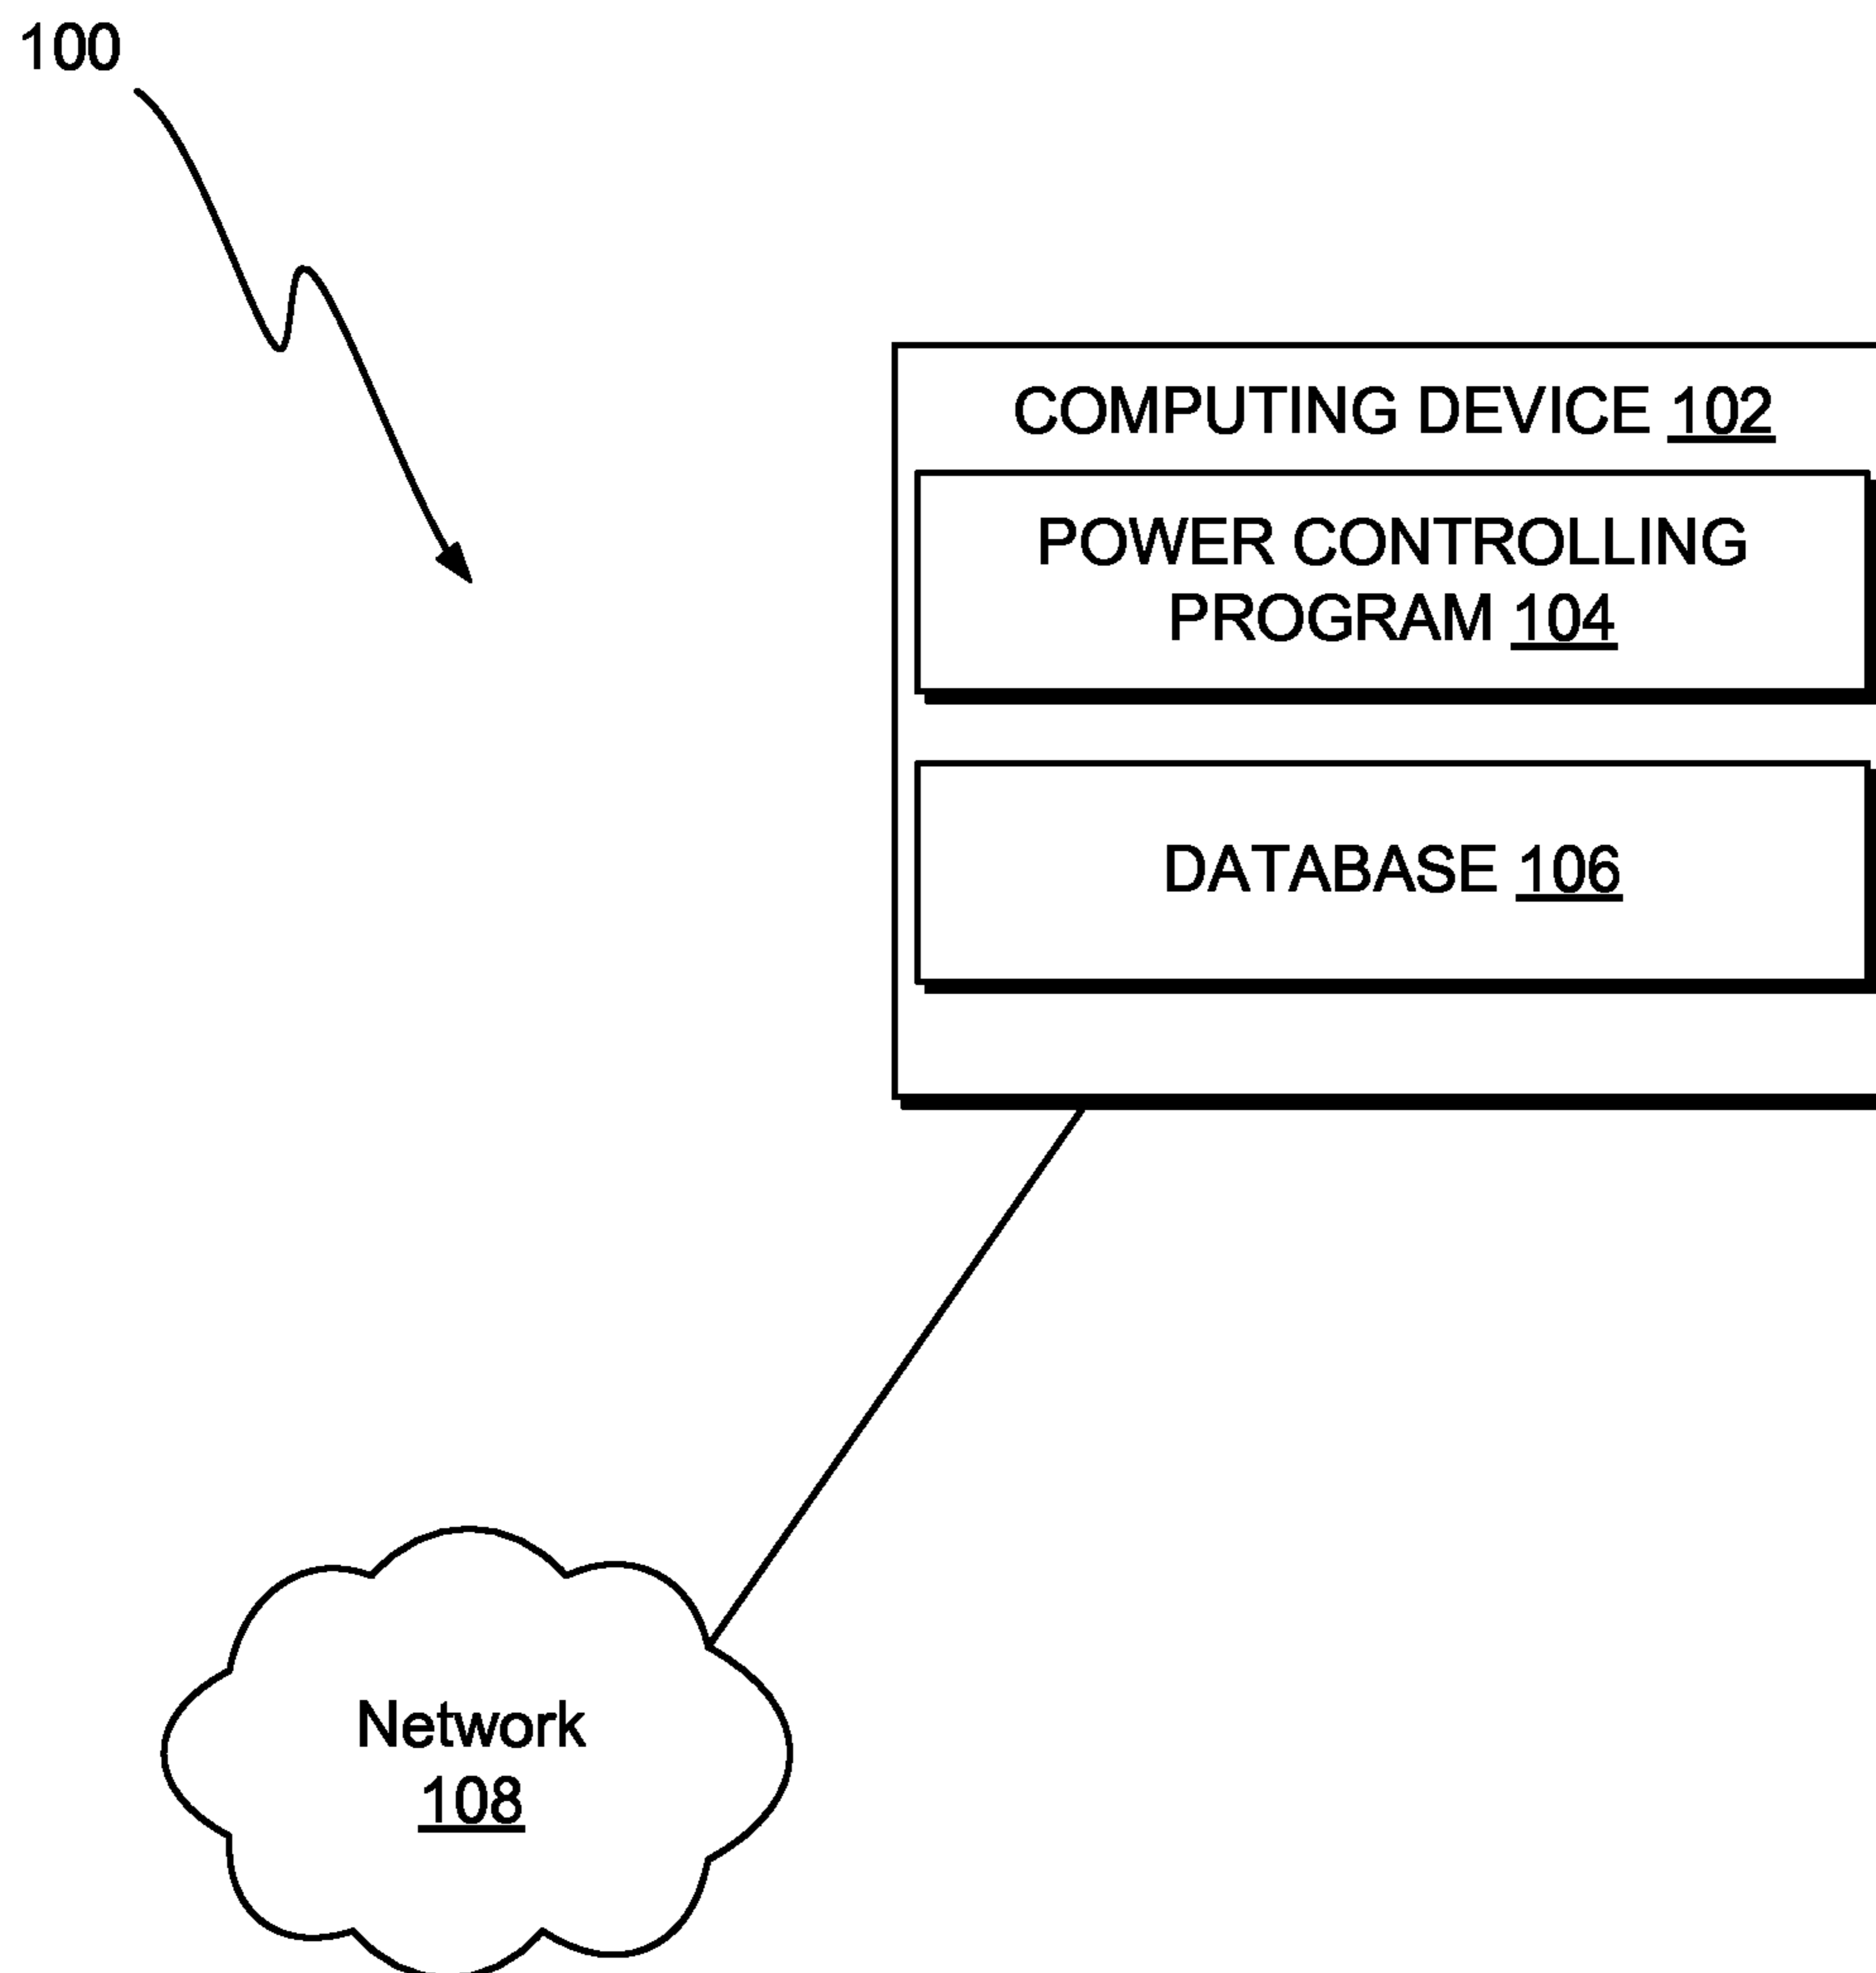 100
COMPUTING DEVICE 102
POWER CONTROLLING
PROGRAM 104
DATABASE 106
Network
108